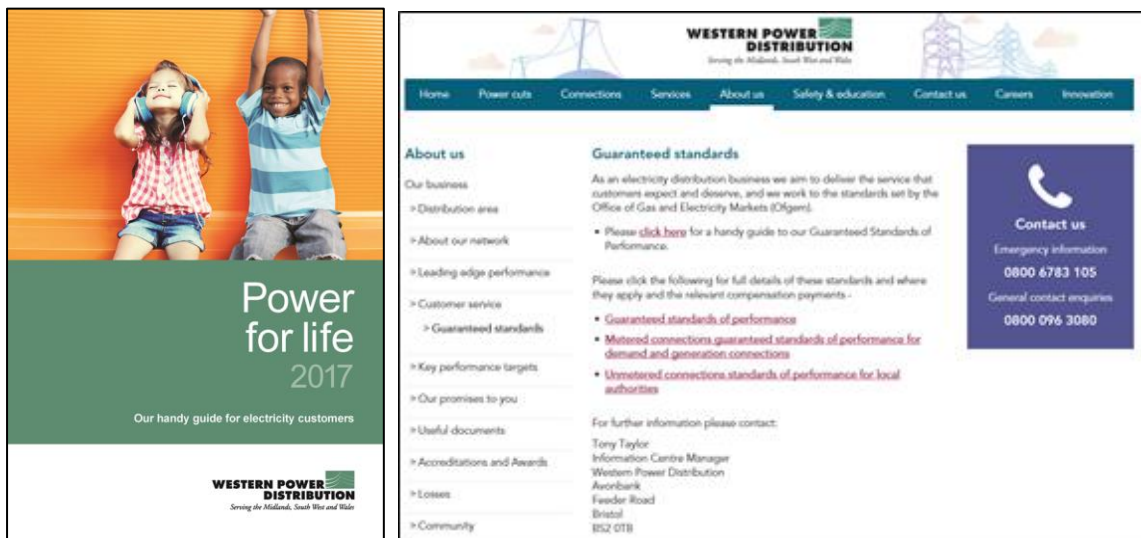 Power
for life
2017
Our handy guide for electricity customers
WESTERN POWER
DISTRIBUTION
Serving the Midlands, South West and Wales
WESTERN POWER
DISTRIBUTION
Serving the Midlands, South West and Wales
Home
Power cuts
Connections
Services
About us
Safety & education
Contact us
Careers
Innovation
About us
Our business
> Distribution area
> About our network
> Leading edge performance
> Customer service
> Guaranteed standards
> Key performance targets
> Our promises to you
> Useful documents
> Accreditations and Awards
> Losses
> Community
Guaranteed standards
As an electricity distribution business we aim to deliver the service that
customers expect and deserve, and we work to the standards set by the
Office of Gas and Electricity Markets (Ofgem).
• Please click here for a handy guide to our Guaranteed Standards of
Performance.
Please click the following for full details of these standards and where
they apply and the relevant compensation payments -
• Guaranteed standards of performance
• Metered connections guaranteed standards of performance for
demand and generation connections
• Unmetered connections standards of performance for local
authorities
For further information please contact:
Tony Taylor
Information Centre Manager
Western Power Distribution
Avonbank
Feeder Road
Bristol
BS2 0TB
Contact us
Emergency information
0800 6783 105
General contact enquiries
0800 096 3080